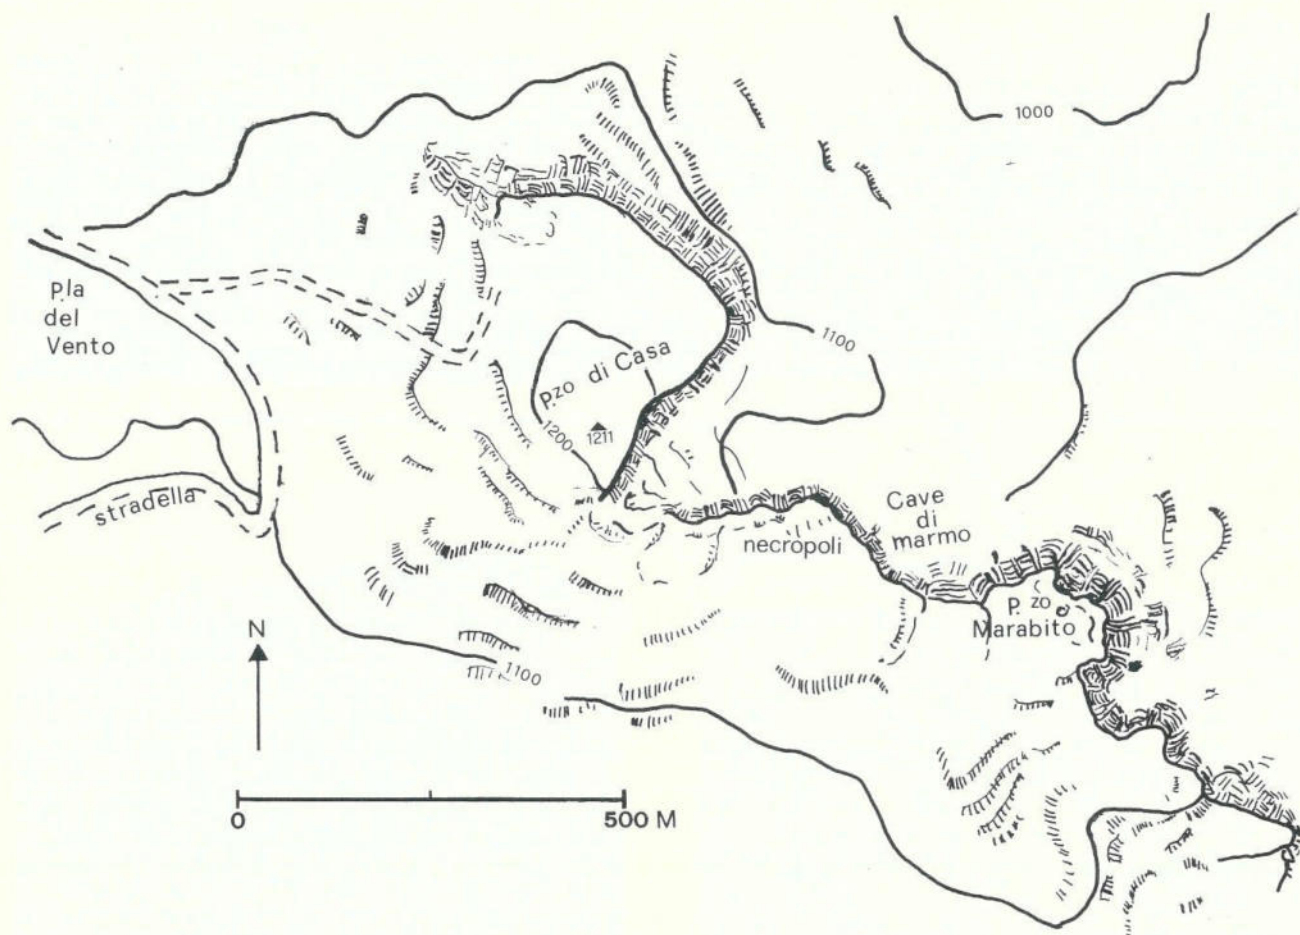 1000
P.la
del
Vento
1100
P.zo di Casa
1211
1200
stradella
Cave
di
marmo
necropoli
P. zo
Marabito
N
1100
0
500 M